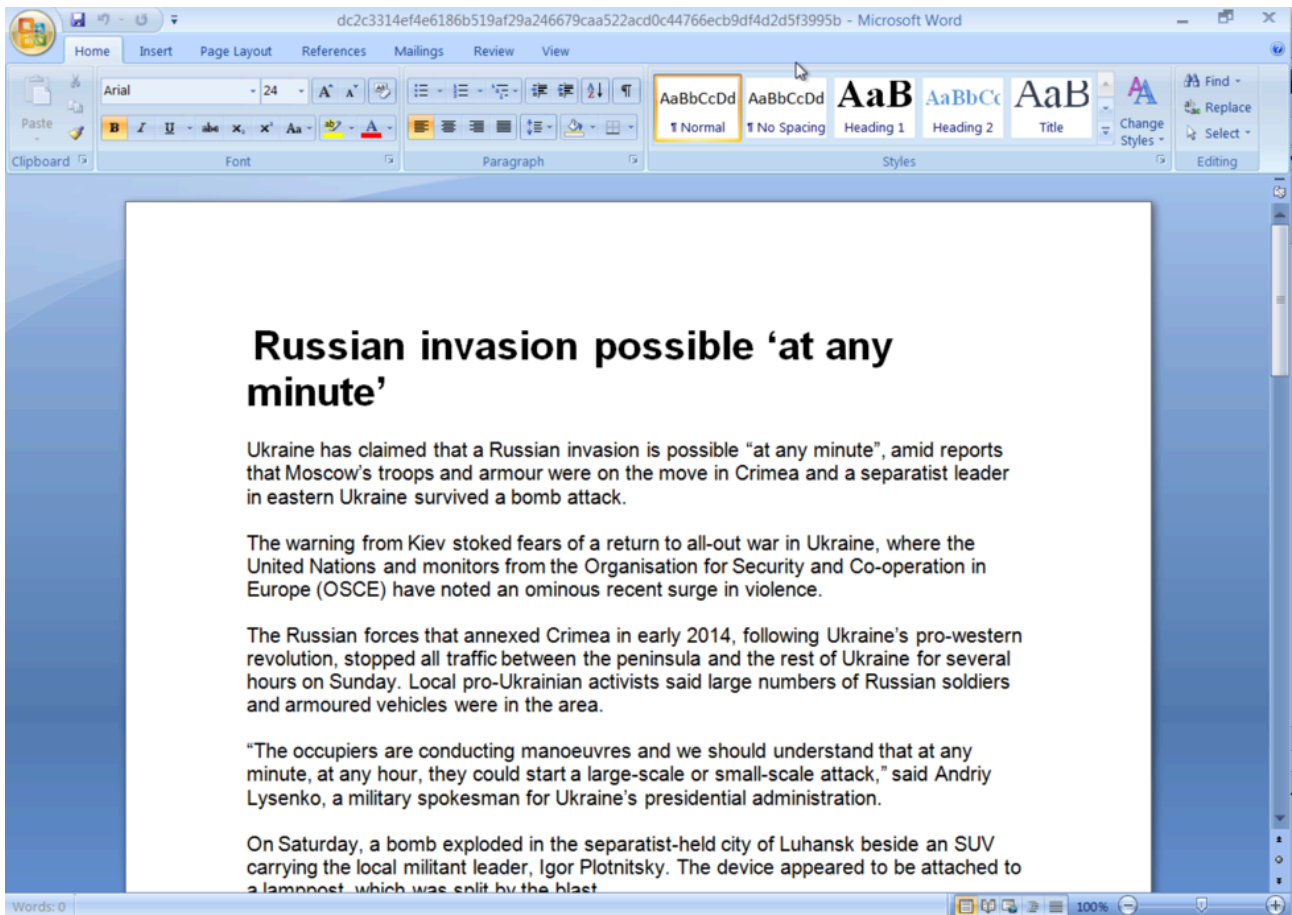 dc2c3314ef4e6186b519af29a246679caa522acd0c44766ecb9df4d2d5f3995b - Microsoft Word
Home Insert Page Layout References Mailings Review View
Arial 24
Paste
B I U abc x₂ x² Aa A
AaBbCcDd AaBbCcDd AaB AaBbCc AaB
¶ Normal ¶ No Spacing Heading 1 Heading 2 Title
Change Styles
Find
Replace
Select
Clipboard Font Paragraph Styles Editing
Russian invasion possible ‘at any
minute’
Ukraine has claimed that a Russian invasion is possible “at any minute”, amid reports
that Moscow’s troops and armour were on the move in Crimea and a separatist leader
in eastern Ukraine survived a bomb attack.
The warning from Kiev stoked fears of a return to all-out war in Ukraine, where the
United Nations and monitors from the Organisation for Security and Co-operation in
Europe (OSCE) have noted an ominous recent surge in violence.
The Russian forces that annexed Crimea in early 2014, following Ukraine’s pro-western
revolution, stopped all traffic between the peninsula and the rest of Ukraine for several
hours on Sunday. Local pro-Ukrainian activists said large numbers of Russian soldiers
and armoured vehicles were in the area.
“The occupiers are conducting manoeuvres and we should understand that at any
minute, at any hour, they could start a large-scale or small-scale attack,” said Andriy
Lysenko, a military spokesman for Ukraine’s presidential administration.
On Saturday, a bomb exploded in the separatist-held city of Luhansk beside an SUV
carrying the local militant leader, Igor Plotnitsky. The device appeared to be attached to
a lamppost, which was split by the blast.
Words: 0
100%